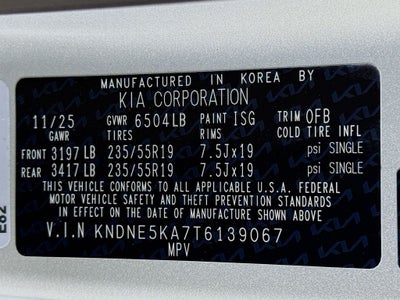 MANUFACTURED IN KOREA BY
KIA CORPORATION
11/25 GVWR 6504LB PAINT ISG TRIM OFB
GAWR TIRES RIMS COLD TIRE INFL
FRONT 3197 LB 235/55R19 7.5Jx19 psi SINGLE
REAR 3417 LB 235/55R19 7.5Jx19 psi SINGLE
THIS VEHICLE CONFORMS TO ALL APPLICABLE U.S.A. FEDERAL
MOTOR VEHICLE SAFETY AND THEFT PREVENTION STANDARDS
IN EFFECT ON THE DATE OF MANUFACTURE SHOWN ABOVE
V.I.N KNDNE5KA7T6139067
MPV
E82